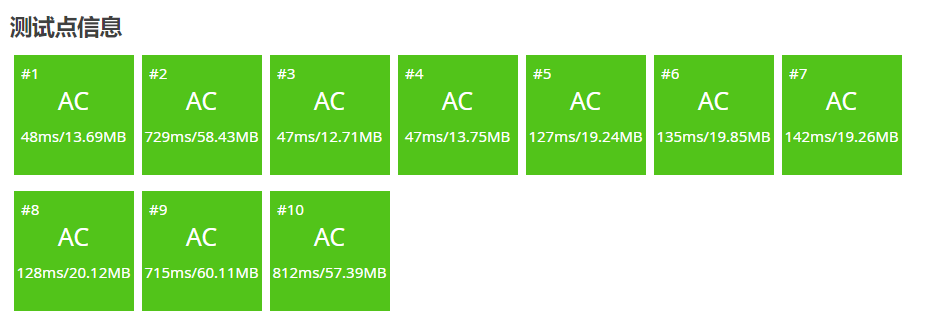 测试点信息
#1 #2 #3 #4 #5 #6 #7
AC AC AC AC AC AC AC
48ms/13.69MB 729ms/58.43MB 47ms/12.71MB 47ms/13.75MB 127ms/19.24MB 135ms/19.85MB 142ms/19.26MB
#8 #9 #10
AC AC AC
128ms/20.12MB 715ms/60.11MB 812ms/57.39MB